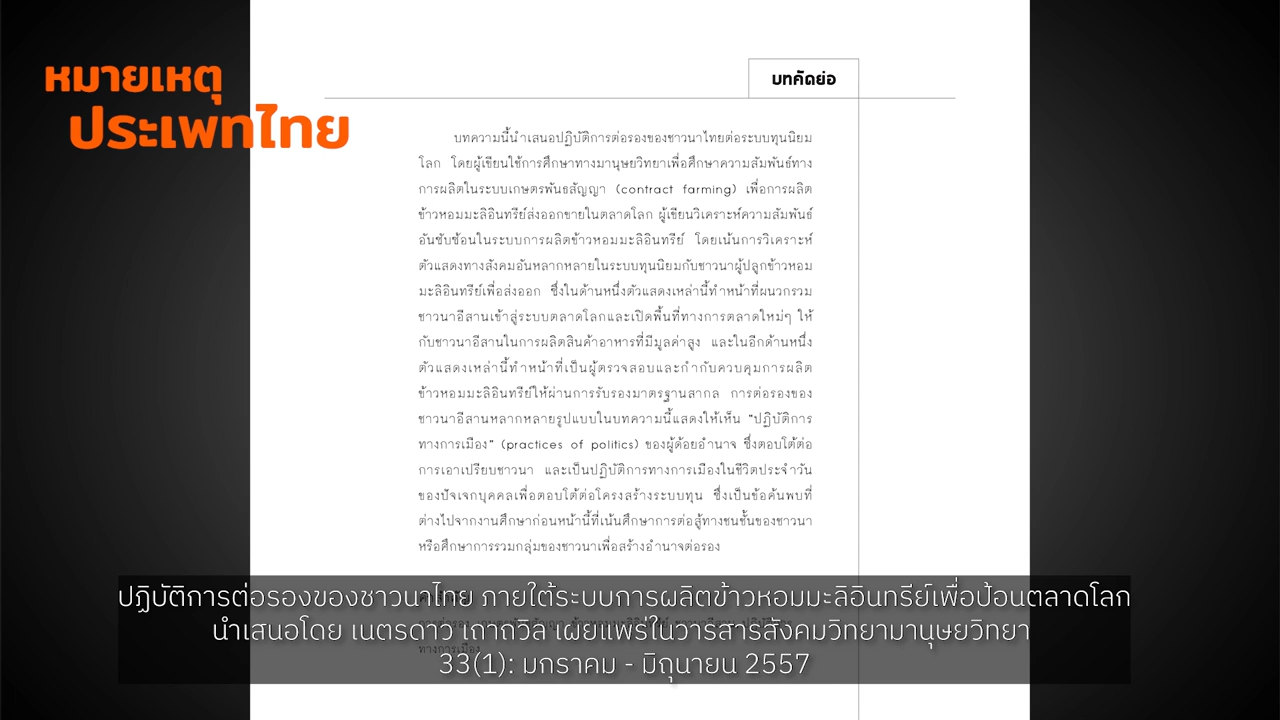 หมายเหตุ
ประเพทไทย
บทคัดย่อ
บทความนี้นำเสนอปฏิบัติการต่อรองของชาวนาไทยต่อระบบทุนนิยม
โลก โดยผู้เขียนใช้การศึกษาทางมานุษยวิทยาเพื่อศึกษาความสัมพันธ์ทาง
การผลิตในระบบเกษตรพันธสัญญา (contract farming) เพื่อการผลิต
ข้าวหอมมะลิอินทรีย์ส่งออกขายในตลาดโลก ผู้เขียนวิเคราะห์ความสัมพันธ์
อันซับซ้อนในระบบการผลิตข้าวหอมมะลิอินทรีย์ โดยเน้นการวิเคราะห์
ตัวแสดงทางสังคมอันหลากหลายในระบบทุนนิยมกับชาวนาผู้ปลูกข้าวหอม
มะลิอินทรีย์เพื่อส่งออก ซึ่งในด้านหนึ่งตัวแสดงเหล่านี้ทำหน้าที่ผนวกรวม
ชาวนาอีสานเข้าสู่ระบบตลาดโลกและเปิดพื้นที่ทางการตลาดใหม่ๆ ให้
กับชาวนาอีสานในการผลิตสินค้าอาหารที่มีมูลค่าสูง และในอีกด้านหนึ่ง
ตัวแสดงเหล่านี้ทำหน้าที่เป็นผู้ตรวจสอบและกำกับควบคุมการผลิต
ข้าวหอมมะลิอินทรีย์ให้ผ่านการรับรองมาตรฐานสากล การต่อรองของ
ชาวนาอีสานหลากหลายรูปแบบในบทความนี้แสดงให้เห็น "ปฏิบัติการ
ทางการเมือง" (practices of politics) ของผู้ด้อยอำนาจ ซึ่งตอบโต้ต่อ
การเอาเปรียบชาวนา และเป็นปฏิบัติการทางการเมืองในชีวิตประจำวัน
ของปัจเจกบุคคลเพื่อตอบโต้ต่อโครงสร้างระบบทุน ซึ่งเป็นข้อค้นพบที่
ต่างไปจากงานศึกษาก่อนหน้านี้ที่เน้นศึกษาการต่อสู้ทางชนชั้นของชาวนา
หรือศึกษาการรวมกลุ่มของชาวนาเพื่อสร้างอำนาจต่อรอง
ปฏิบัติการต่อรองของชาวนาไทย ภายใต้ระบบการผลิตข้าวหอมมะลิอินทรีย์เพื่อป้อนตลาดโลก
นำเสนอโดย เนตรดาว เถาถวิล เผยแพร่ในวารสารสังคมวิทยามานุษยวิทยา
33(1): มกราคม - มิถุนายน 2557
ทางการเมือง